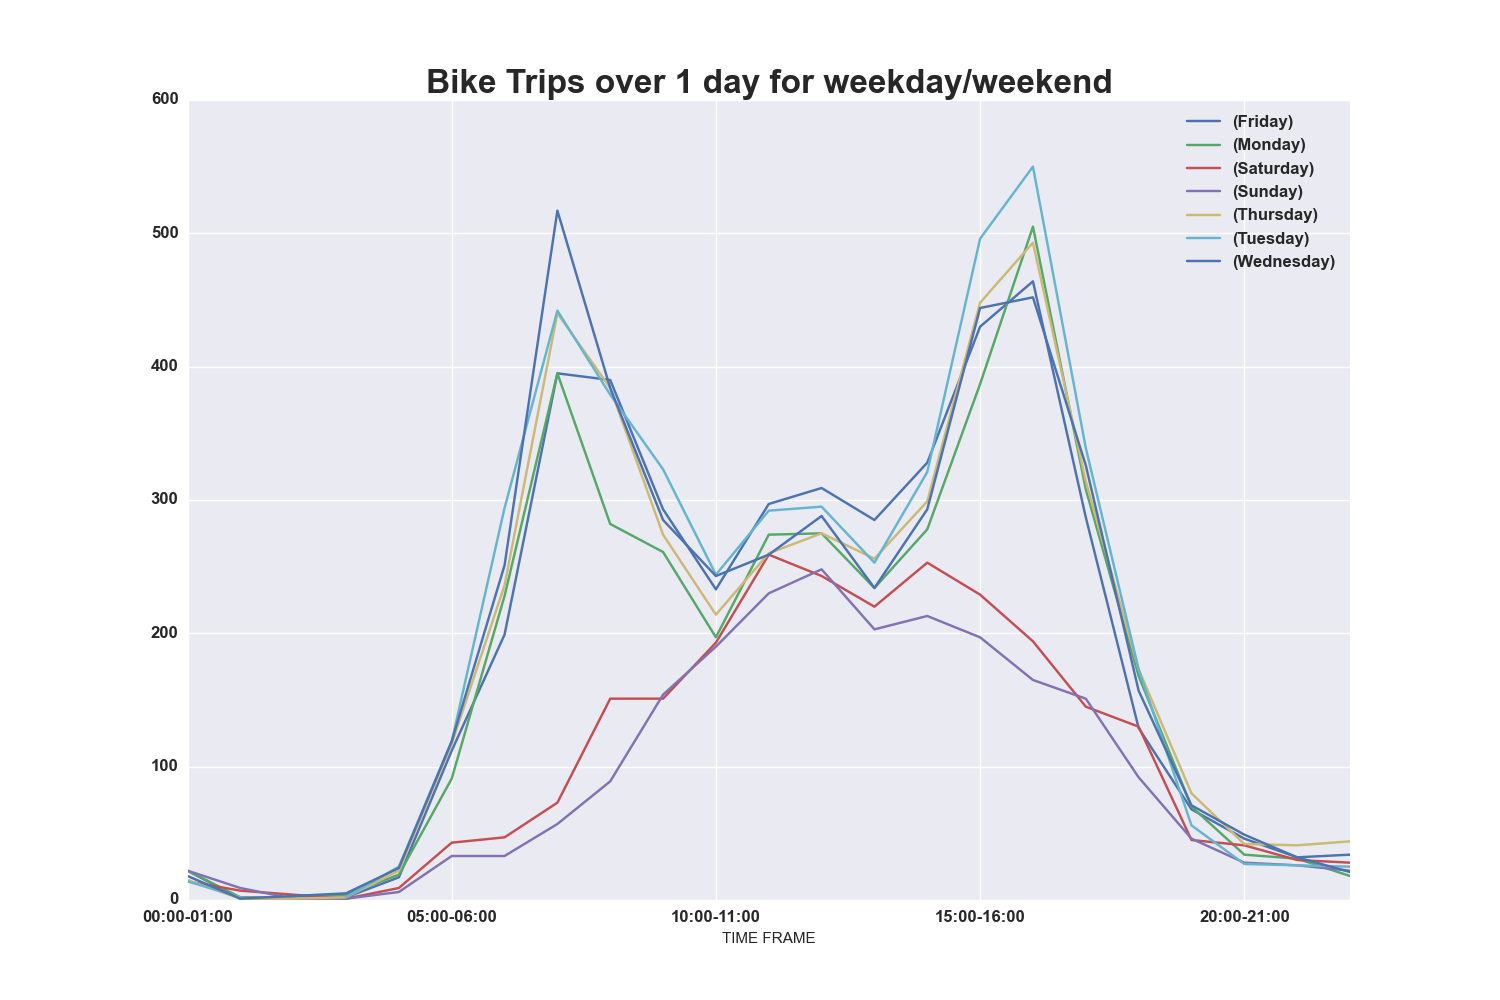 Bike Trips over 1 day for weekday/weekend
600
500
400
300
200
100
0
(Friday)
(Monday)
(Saturday)
(Sunday)
(Thursday)
(Tuesday)
(Wednesday)
00:00-01:00 05:00-06:00 10:00-11:00 15:00-16:00 20:00-21:00
TIME FRAME